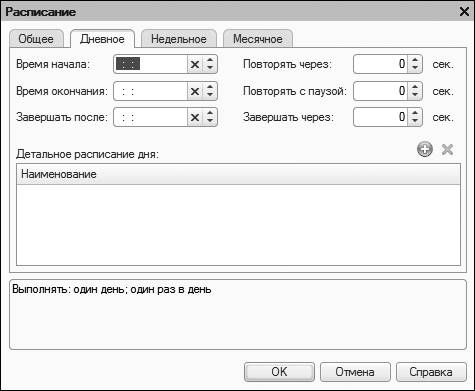 Расписание
Общее Дневное Недельное Месячное
Время начала: : : Повторять через: 0 сек.
Время окончания: : : Повторять с паузой: 0 сек.
Завершать после: : : Завершать через: 0 сек.
Детальное расписание дня:
Наименование
Выполнять: один день; один раз в день
OK Отмена Справка